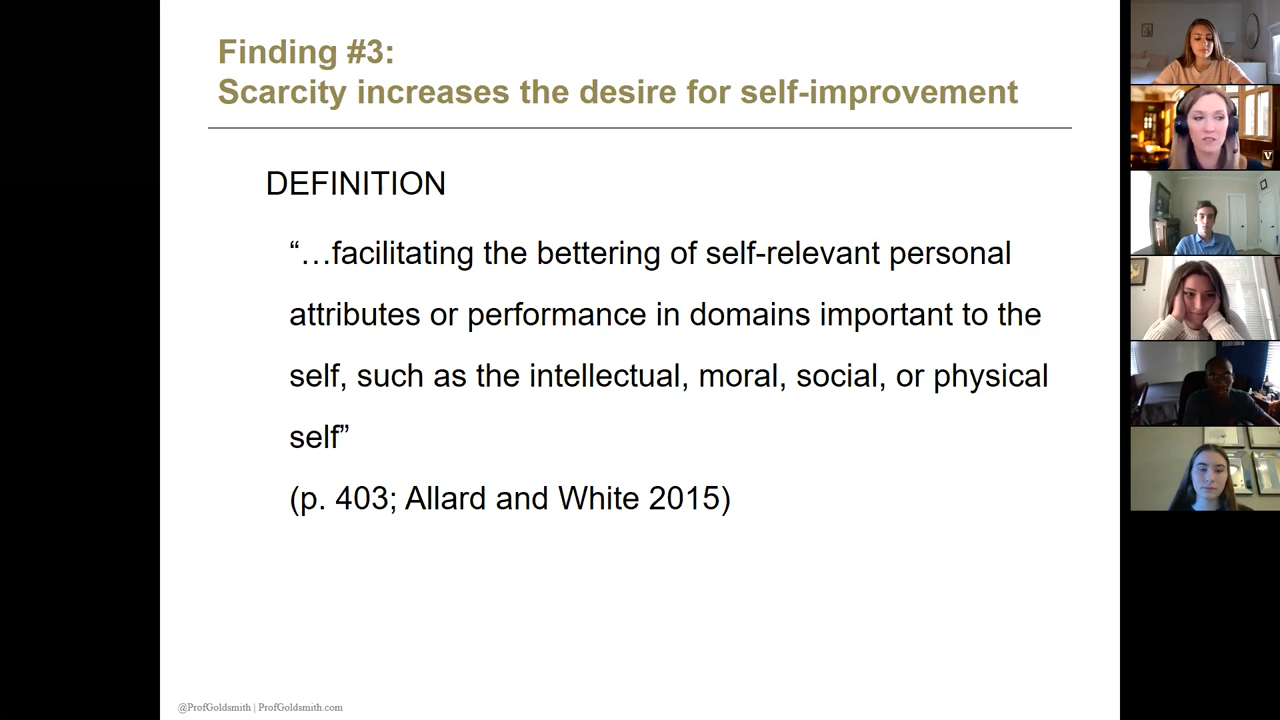 Finding #3:
Scarcity increases the desire for self-improvement
DEFINITION
“…facilitating the bettering of self-relevant personal
attributes or performance in domains important to the
self, such as the intellectual, moral, social, or physical
self”
(p. 403; Allard and White 2015)
@ProfGoldsmith | ProfGoldsmith.com
V